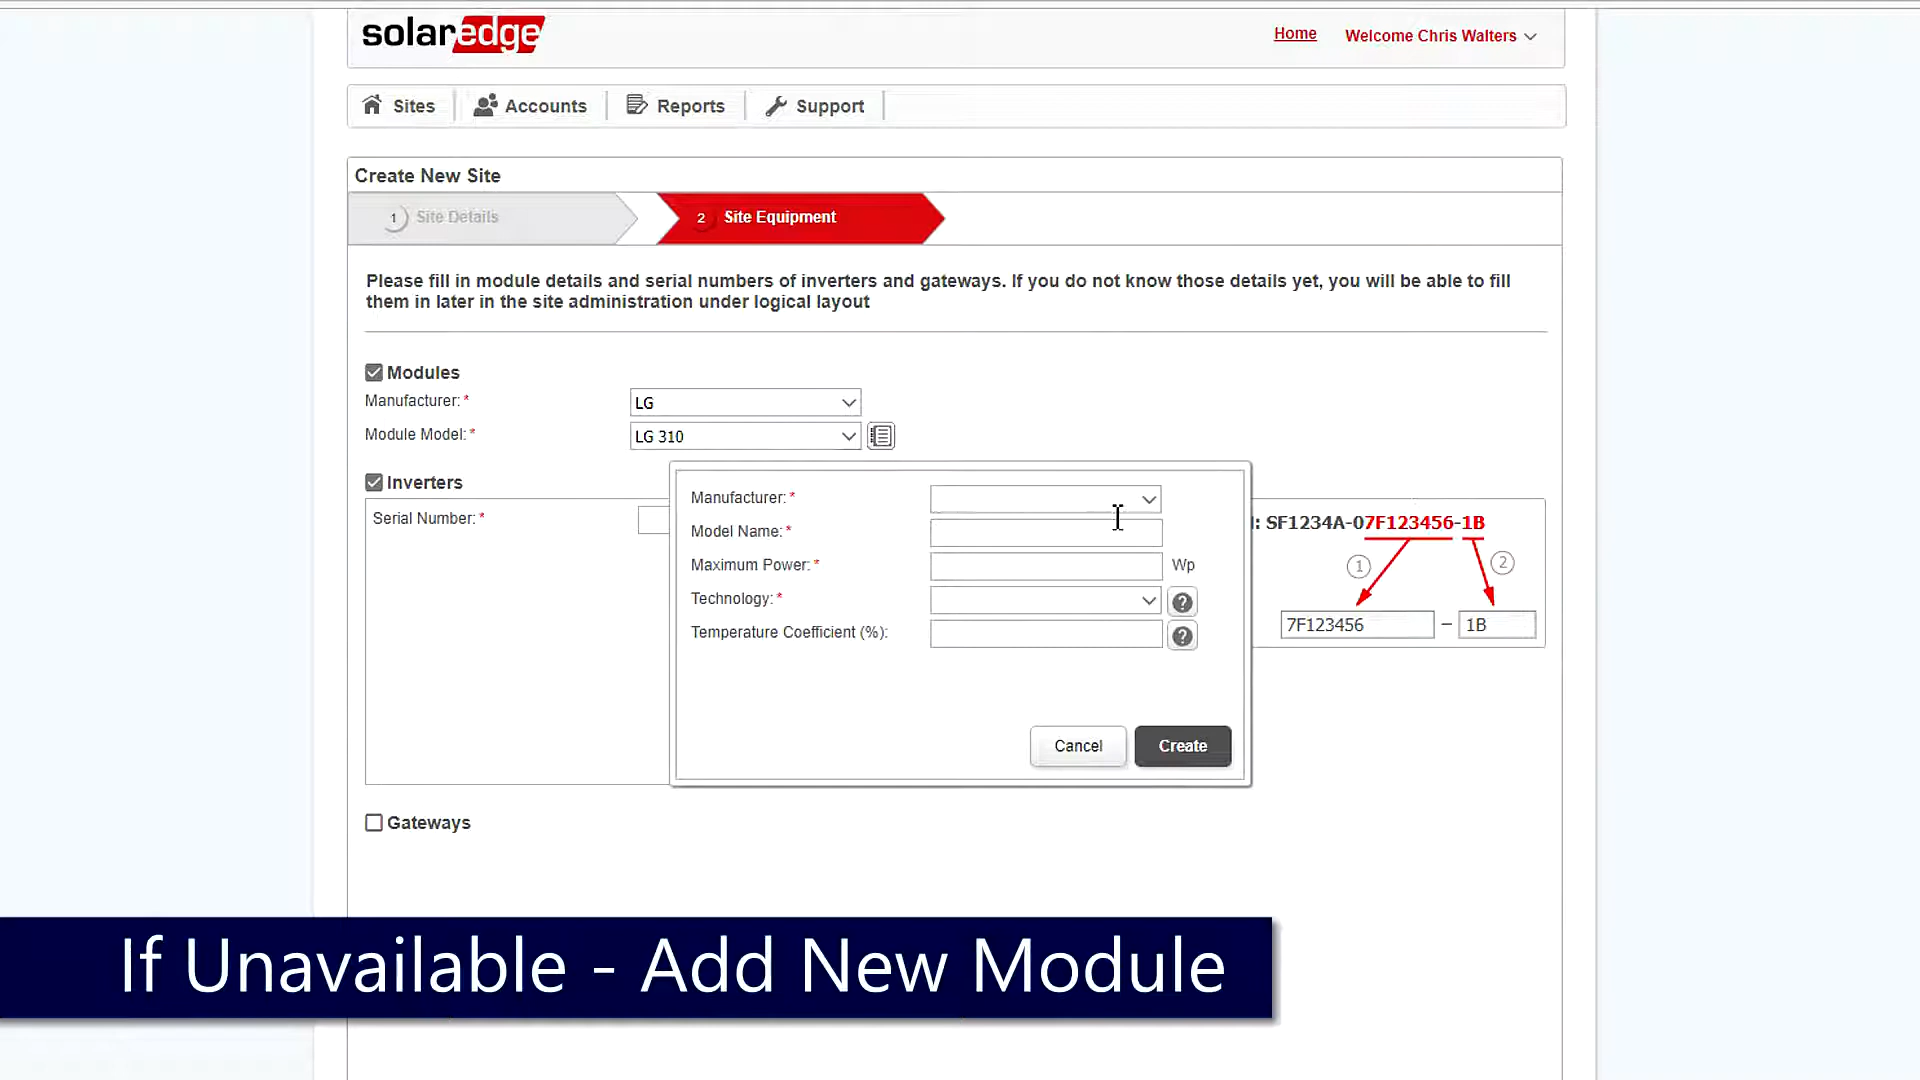 solaredge
Home
Welcome Chris Walters
Sites
Accounts
Reports
Support
Create New Site
1 Site Details
2 Site Equipment
Please fill in module details and serial numbers of inverters and gateways. If you do not know those details yet, you will be able to fill
them in later in the site administration under logical layout
Modules
Manufacturer: *
LG
Module Model: *
LG 310
Inverters
Serial Number: *
Manufacturer: *
Model Name: *
Maximum Power: *
Wp
Technology: *
?
Temperature Coefficient (%):
?
Cancel
Create
: SF1234A-07F123456-1B
1
2
7F123456 – 1B
Gateways
If Unavailable - Add New Module